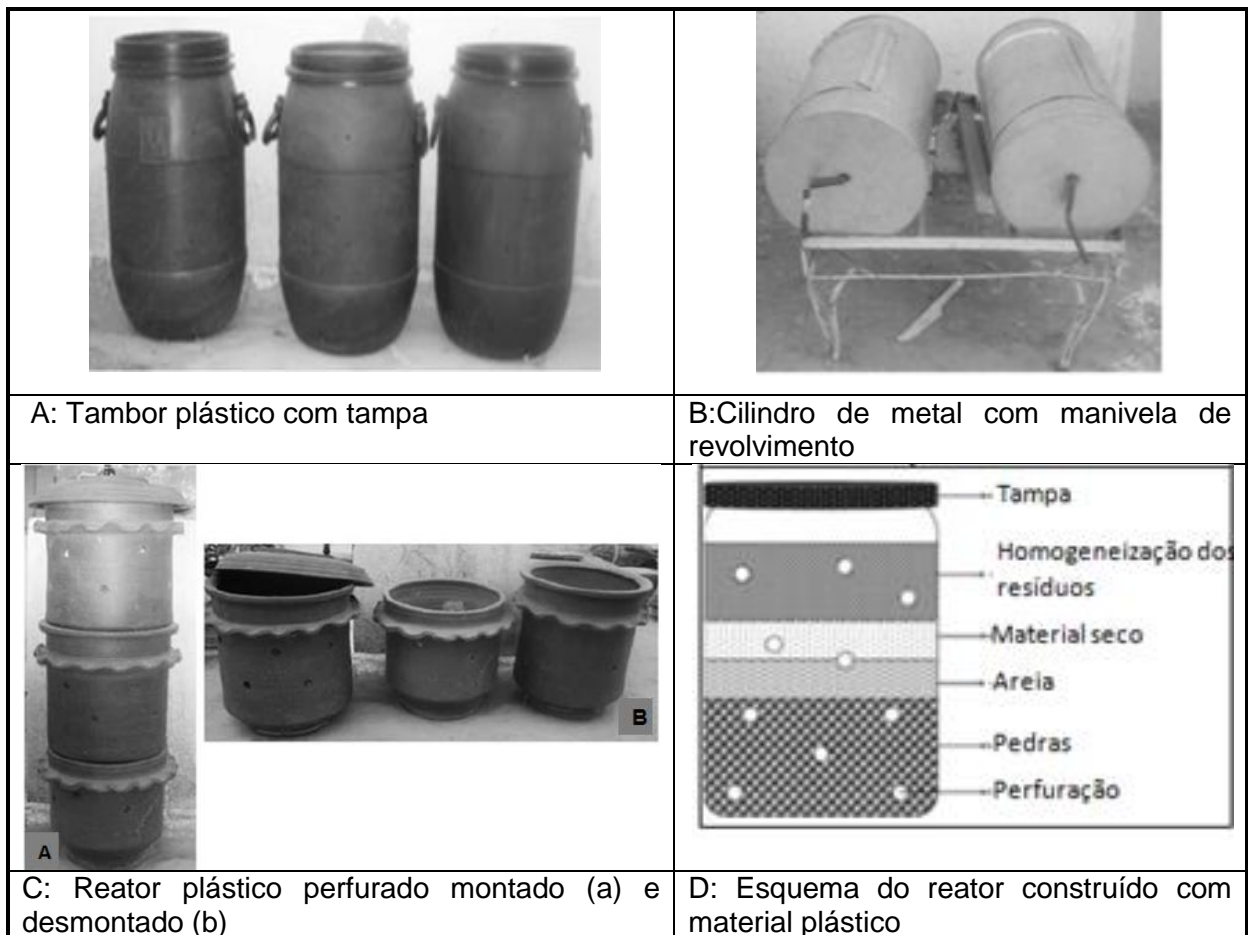 A: Tambor plástico com tampa
B:Cilindro de metal com manivela de
revolvimento
A
B
Tampa
Homogeneização dos
resíduos
Material seco
Areia
Pedras
Perfuração
C: Reator plástico perfurado montado (a) e
desmontado (b)
D: Esquema do reator construído com
material plástico